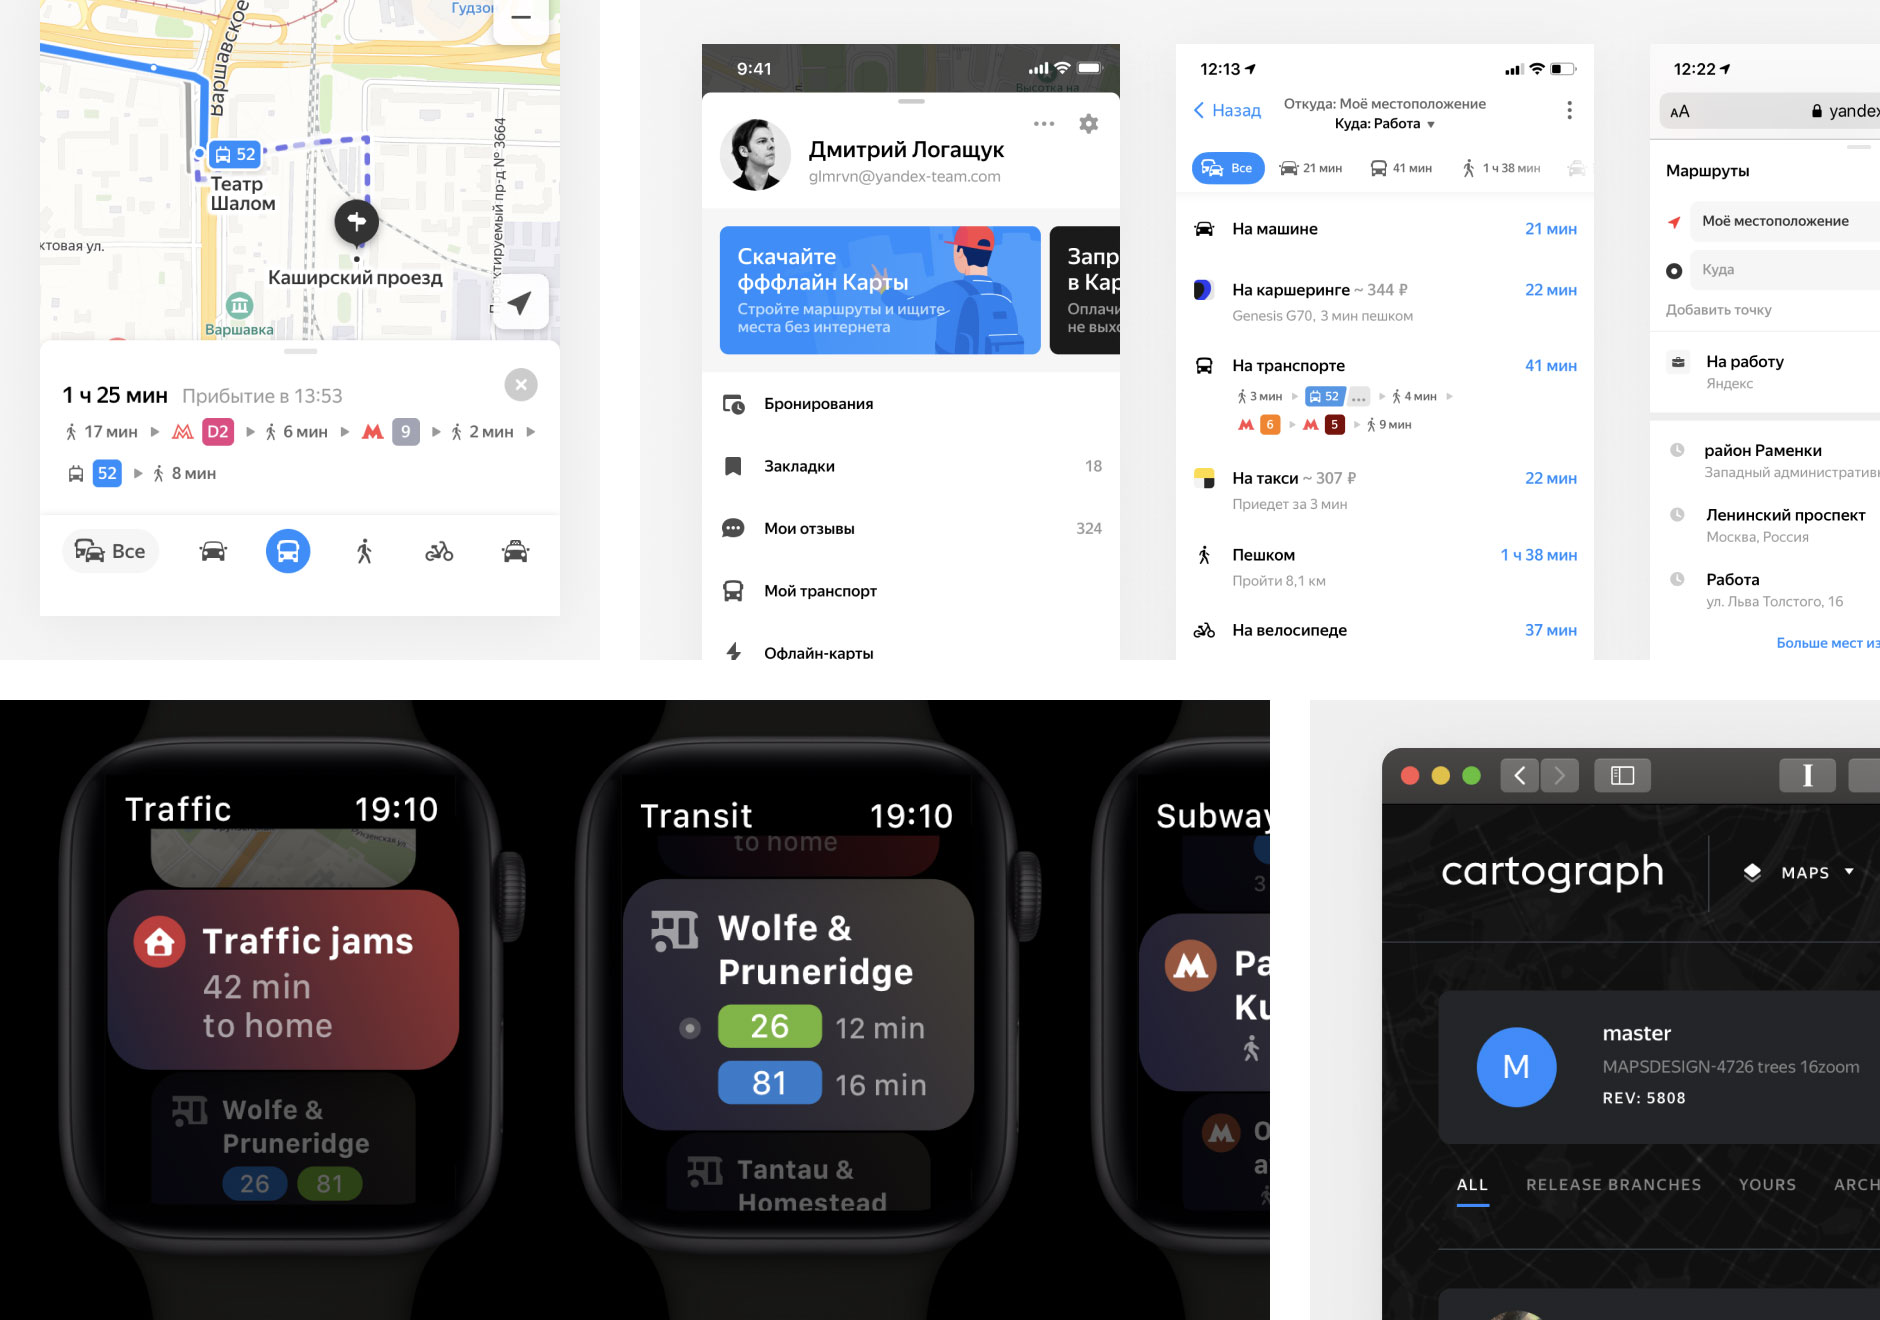 Варшавское
52
Театр
Шалом
ктовая ул.
Каширский проезд
Варшавка
1 ч 25 мин Прибытие в 13:53
17 мин D2 6 мин 9 2 мин
52 8 мин
Все
9:41
Высотка на
Дмитрий Логащук
glmrvn@yandex-team.com
Скачайте
оффлайн Карты
Стройте маршруты и ищите
места без интернета
Запр
в Кар
Оплачи
не выхо
Бронирования
Закладки 18
Мои отзывы 324
Мой транспорт
Офлайн-карты
12:13
Назад
Откуда: Моё местоположение
Куда: Работа
Все 21 мин 41 мин 1 ч 38 мин
На машине 21 мин
На каршеринге ~ 344 ₽ 22 мин
Genesis G70, 3 мин пешком
На транспорте 41 мин
3 мин 52 ... 4 мин
6 5 9 мин
На такси ~ 307 ₽ 22 мин
Приедет за 3 мин
Пешком 1 ч 38 мин
Пройти 8,1 км
На велосипеде 37 мин
12:22
AA yandex
Маршруты
Моё местоположение
Куда
Добавить точку
На работу
Яндекс
район Раменки
Западный административн
Ленинский проспект
Москва, Россия
Работа
ул. Льва Толстого, 16
Больше мест из
Traffic 19:10
Traffic jams
42 min
to home
Wolfe &
Pruneridge
26 81
Transit 19:10
to home
Wolfe &
Pruneridge
26 12 min
81 16 min
Tantau &
Homestead
Subway
3
Pa
Ku
O
a
cartograph
MAPS
M
master
MAPSDESIGN-4726 trees 16zoom
REV: 5808
ALL RELEASE BRANCHES YOURS ARCH